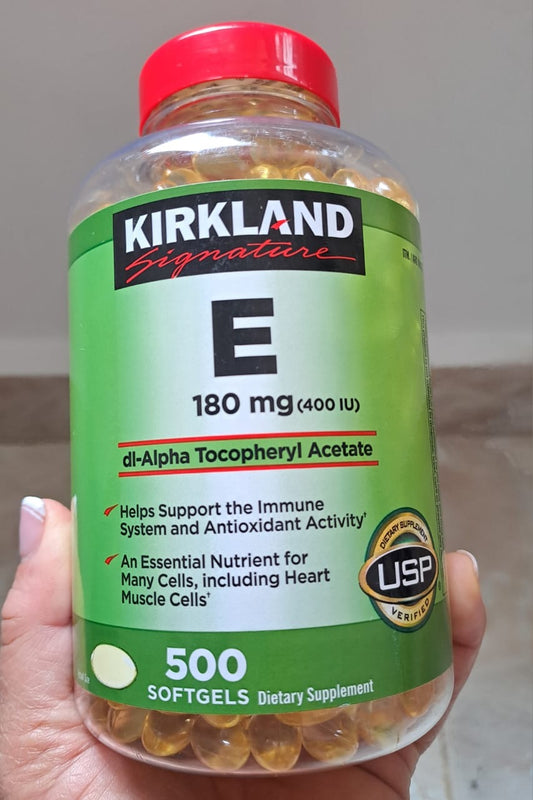 KIRKLAND
Signature
E
180 mg (400 IU)
dl-Alpha Tocopheryl Acetate
Helps Support the Immune
System and Antioxidant Activity†
An Essential Nutrient for
Many Cells, including Heart
Muscle Cells†
DIETARY SUPPLEMENT
USP
VERIFIED
500
SOFTGELS Dietary Supplement